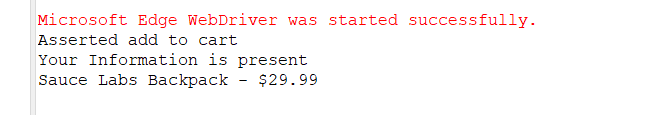 Microsoft Edge WebDriver was started successfully.
Asserted add to cart
Your Information is present
Sauce Labs Backpack - $29.99